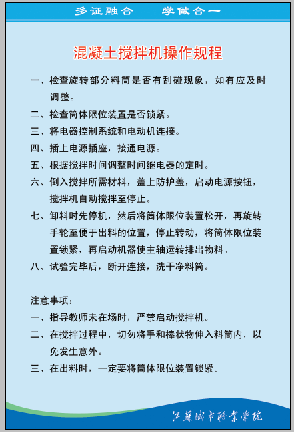 多证融合 学做合一
混凝土搅拌机操作规程
一、检查旋转部分料筒是否有刮碰现象，如有应及时
调整。
二、检查筒体限位装置是否锁紧。
三、将电器控制系统和电动机连接。
四、插上电源插座，接通电源。
五、根据搅拌时间调整时间继电器的定时。
六、倒入搅拌所需材料，盖上防护盖，启动电源按钮，
搅拌机自动搅拌至停止。
七、卸料时先停机，然后将筒体限位装置松开，再旋转
手轮至便于出料的位置，停止转动，将筒体限位装
置锁紧，再启动机器使主轴运转排出物料。
八、试验完毕后，断开连接，洗干净料筒。
注意事项：
一、指导教师未在场时，严禁启动搅拌机。
二、在搅拌过程中，切勿将手和棒状物伸入料筒内，以
免发生意外。
三、在出料时，一定要将筒体限位装置锁紧。
江苏城市职业学院